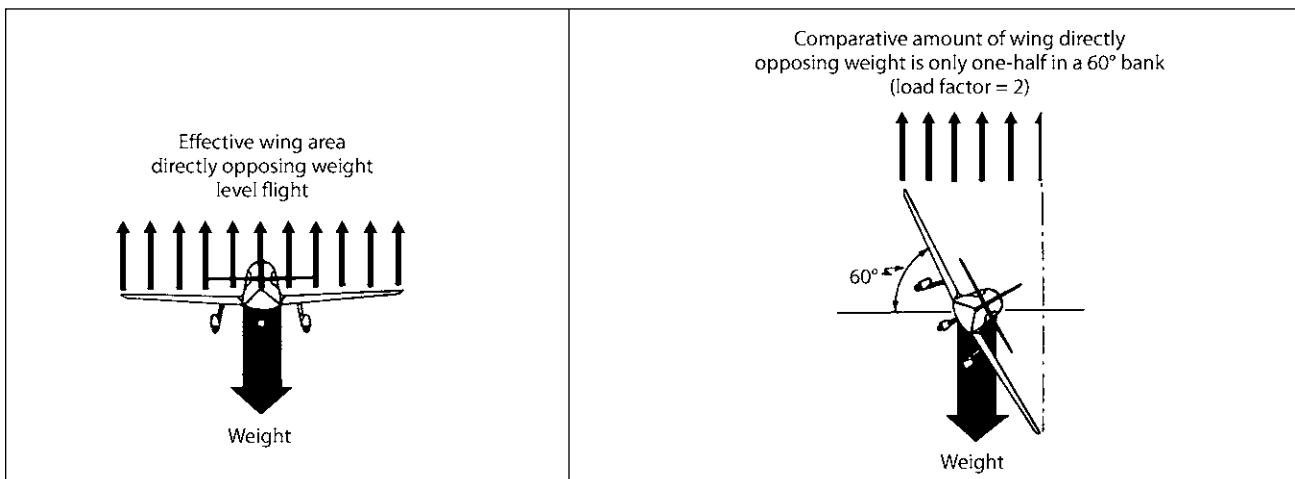 Effective wing area
directly opposing weight
level flight
Weight
Comparative amount of wing directly
opposing weight is only one-half in a 60° bank
(load factor = 2)
60°
Weight